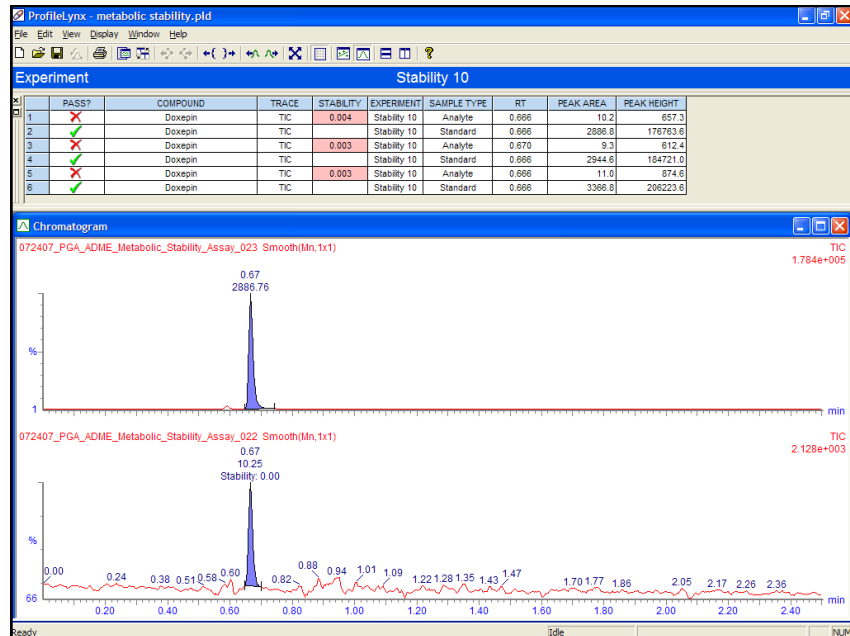 ProfileLynx - metabolic stability.pld
File Edit View Display Window Help
Experiment Stability 10
PASS? COMPOUND TRACE STABILITY EXPERIMENT SAMPLE TYPE RT PEAK AREA PEAK HEIGHT
1 Doxepin TIC 0.004 Stability 10 Analyte 0.666 10.2 657.3
2 Doxepin TIC Stability 10 Standard 0.666 2886.8 176763.6
3 Doxepin TIC 0.003 Stability 10 Analyte 0.670 9.3 612.4
4 Doxepin TIC Stability 10 Standard 0.666 2944.6 184721.0
5 Doxepin TIC 0.003 Stability 10 Analyte 0.666 11.0 874.6
6 Doxepin TIC Stability 10 Standard 0.666 3366.8 206223.6
Chromatogram
072407_PGA_ADME_Metabolic_Stability_Assay_023 Smooth(Mn,1x1) TIC
1.784e+005
0.67
2886.76
%
1
min
072407_PGA_ADME_Metabolic_Stability_Assay_022 Smooth(Mn,1x1) TIC
2.128e+003
0.67
10.25
Stability: 0.00
%
0.00 0.24 0.38 0.51 0.58 0.60 0.82 0.88 0.94 1.01 1.09 1.22 1.28 1.35 1.43 1.47 1.70 1.77 1.86 2.05 2.17 2.26 2.36
66
min
0.20 0.40 0.60 0.80 1.00 1.20 1.40 1.60 1.80 2.00 2.20 2.40
Ready Idle NUM